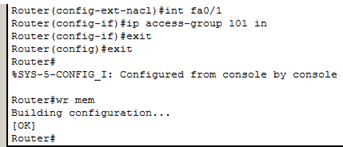 Router(config-ext-nacl)#int fa0/1
Router(config-if)#ip access-group 101 in
Router(config-if)#exit
Router(config)#exit
Router#
%SYS-5-CONFIG_I: Configured from console by console
Router#wr mem
Building configuration...
[OK]
Router#